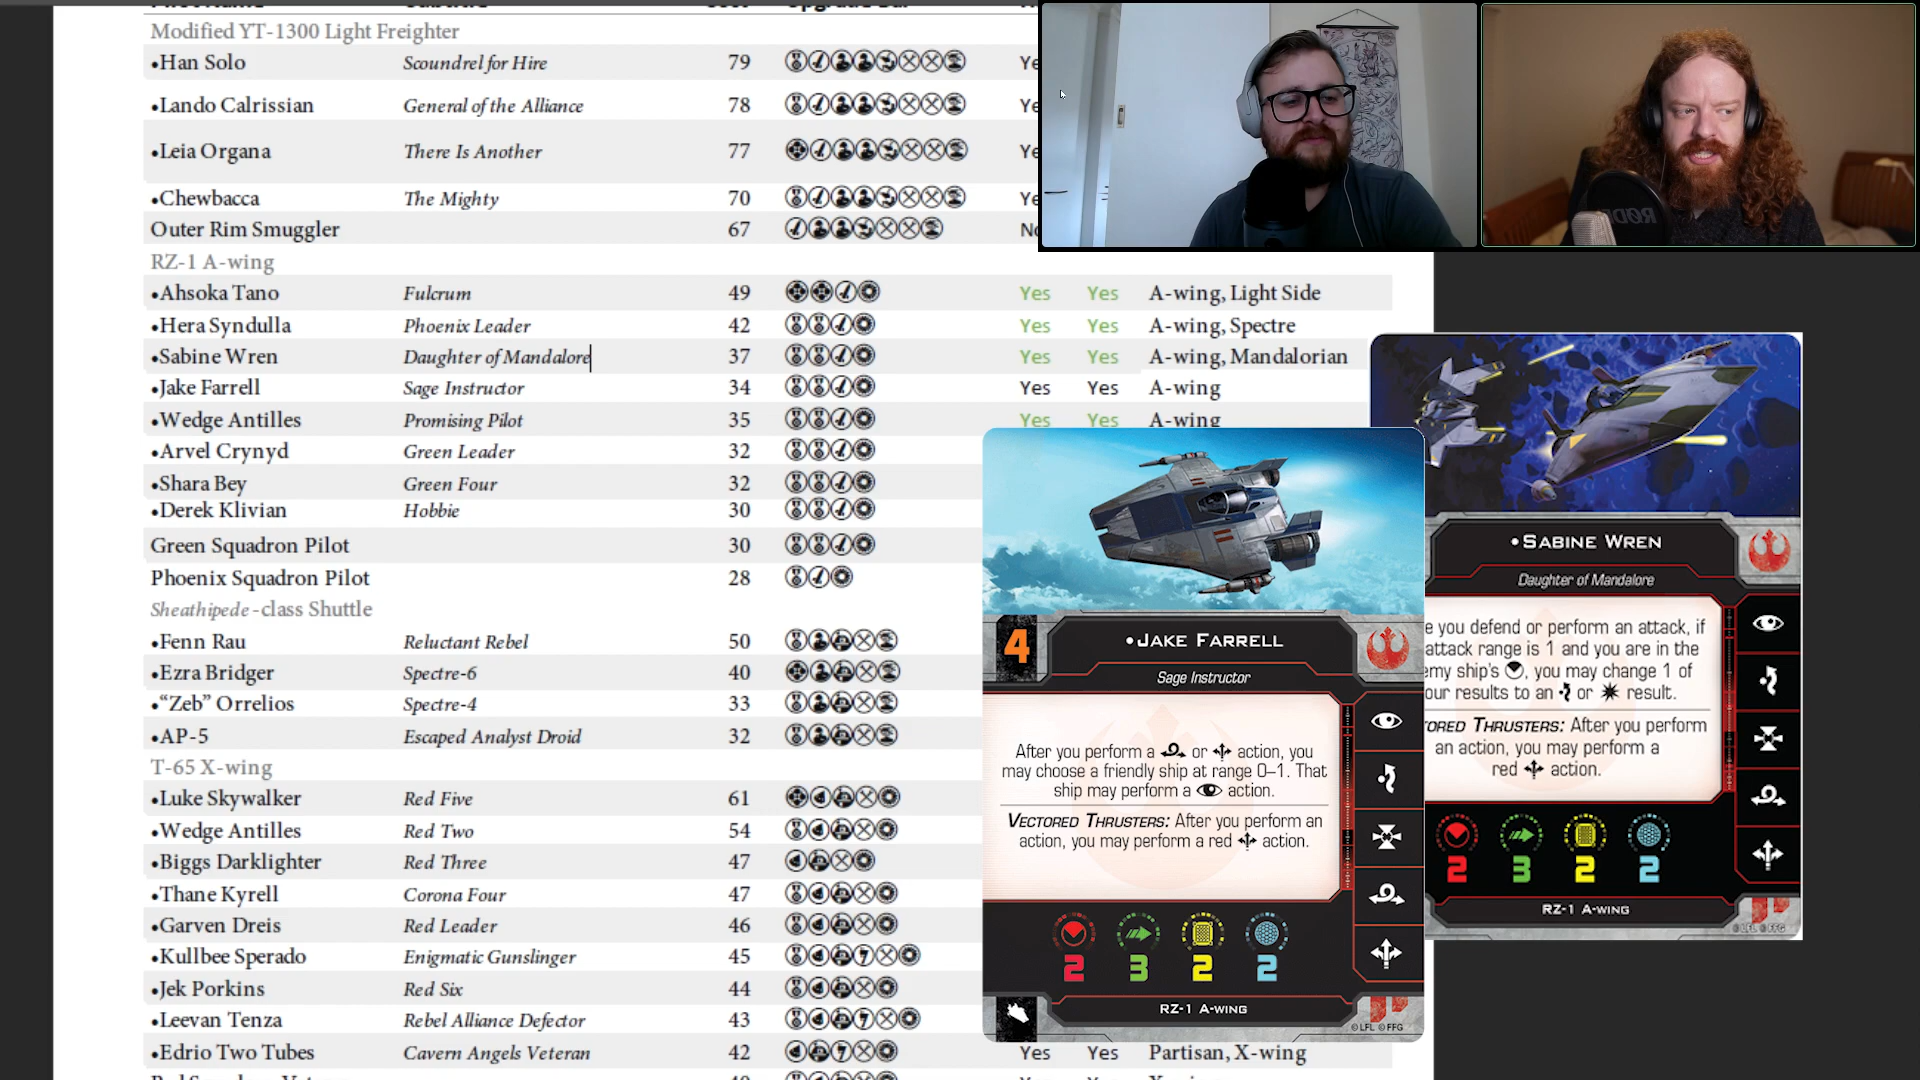 Modified YT-1300 Light Freighter
•Han Solo Scoundrel for Hire 79
•Lando Calrissian General of the Alliance 78
•Leia Organa There Is Another 77
•Chewbacca The Mighty 70
Outer Rim Smuggler 67
RZ-1 A-wing
•Ahsoka Tano Fulcrum 49 Yes Yes A-wing, Light Side
•Hera Syndulla Phoenix Leader 42 Yes Yes A-wing, Spectre
•Sabine Wren Daughter of Mandalore 37 Yes Yes A-wing, Mandalorian
•Jake Farrell Sage Instructor 34 Yes Yes A-wing
•Wedge Antilles Promising Pilot 35 Yes Yes A-wing
•Arvel Crynyd Green Leader 32
•Shara Bey Green Four 32
•Derek Klivian Hobbie 30
Green Squadron Pilot 30
Phoenix Squadron Pilot 28
Sheathipede-class Shuttle
•Fenn Rau Reluctant Rebel 50
•Ezra Bridger Spectre-6 40
•“Zeb” Orrelios Spectre-4 33
•AP-5 Escaped Analyst Droid 32
T-65 X-wing
•Luke Skywalker Red Five 61
•Wedge Antilles Red Two 54
•Biggs Darklighter Red Three 47
•Thane Kyrell Corona Four 47
•Garven Dreis Red Leader 46
•Kullbee Sperado Enigmatic Gunslinger 45
•Jek Porkins Red Six 44
•Leevan Tenza Rebel Alliance Defector 43
•Edrio Two Tubes Cavern Angels Veteran 42 Yes Yes Partisan, X-wing
RØDE
4
•JAKE FARRELL
Sage Instructor
After you perform a or action, you
may choose a friendly ship at range 0–1. That
ship may perform a action.
VECTORED THRUSTERS: After you perform an
action, you may perform a red action.
2 3 2 2
RZ-1 A-WING
© LFL © FFG
•SABINE WREN
Daughter of Mandalore
e you defend or perform an attack, if
attack range is 1 and you are in the
my ship's , you may change 1 of
our results to an or result.
TORED THRUSTERS: After you perform
an action, you may perform a
red action.
2 3 2 2
RZ-1 A-WING
© LFL © FFG